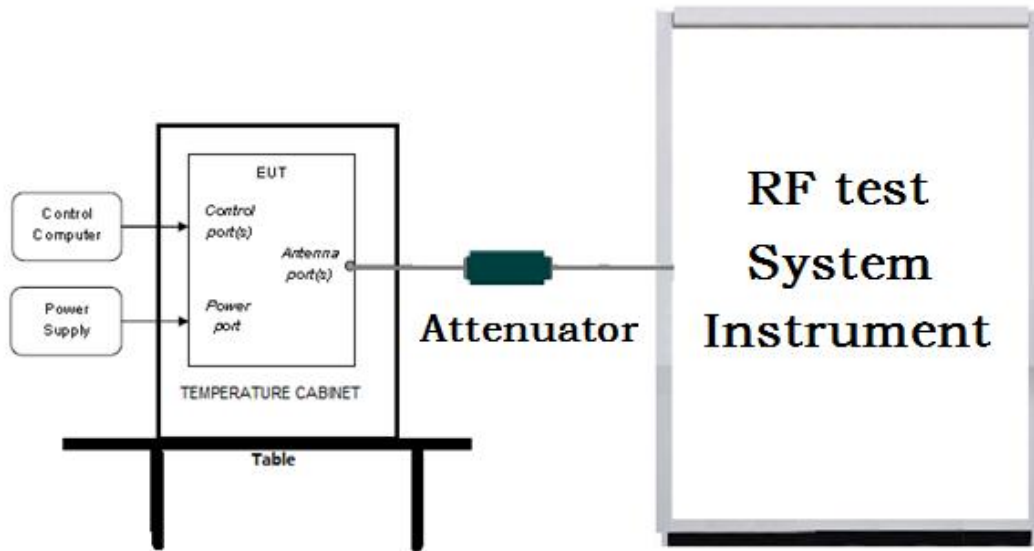 EUT
Control
Computer
Control
port(s)
Antenna
port(s)
Power
Supply
Power
port
TEMPERATURE CABINET
Table
Attenuator
RF test
System
Instrument